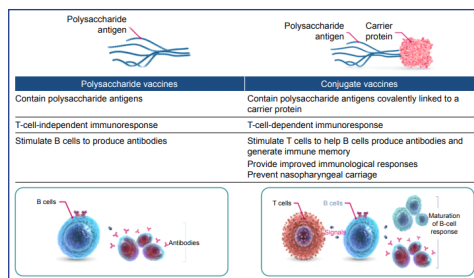 Polysaccharide
antigen
Polysaccharide
antigen
Carrier
protein
Polysaccharide vaccines
Conjugate vaccines
Contain polysaccharide antigens
Contain polysaccharide antigens covalently linked to a
carrier protein
T-cell-independent immunoresponse
T-cell-dependent immunoresponse
Stimulate B cells to produce antibodies
Stimulate T cells to help B cells produce antibodies and
generate immune memory
Provide improved immunological responses
Prevent nasopharyngeal carriage
B cells
Antibodies
T cells
B cells
Signals
Maturation
of B-cell
response